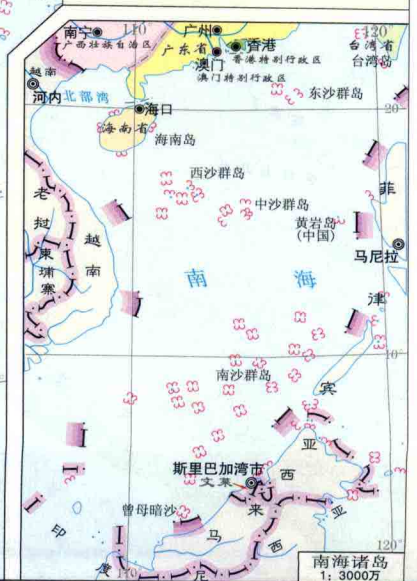 110°
120°
南宁
广西壮族自治区
广州
广东省
香港
香港特别行政区
澳门
澳门特别行政区
台湾省
台湾岛
越南
河内
北部湾
海口
海南省
海南岛
东沙群岛
20
西沙群岛
中沙群岛
黄岩岛
(中国)
菲
律
宾
马尼拉
老挝
越南
柬埔寨
南海
10
南沙群岛
斯里巴加湾市
文莱
曾母暗沙
马
来
西
亚
亚
西
印
度
尼
110
120°
南海诸岛
1:3000万